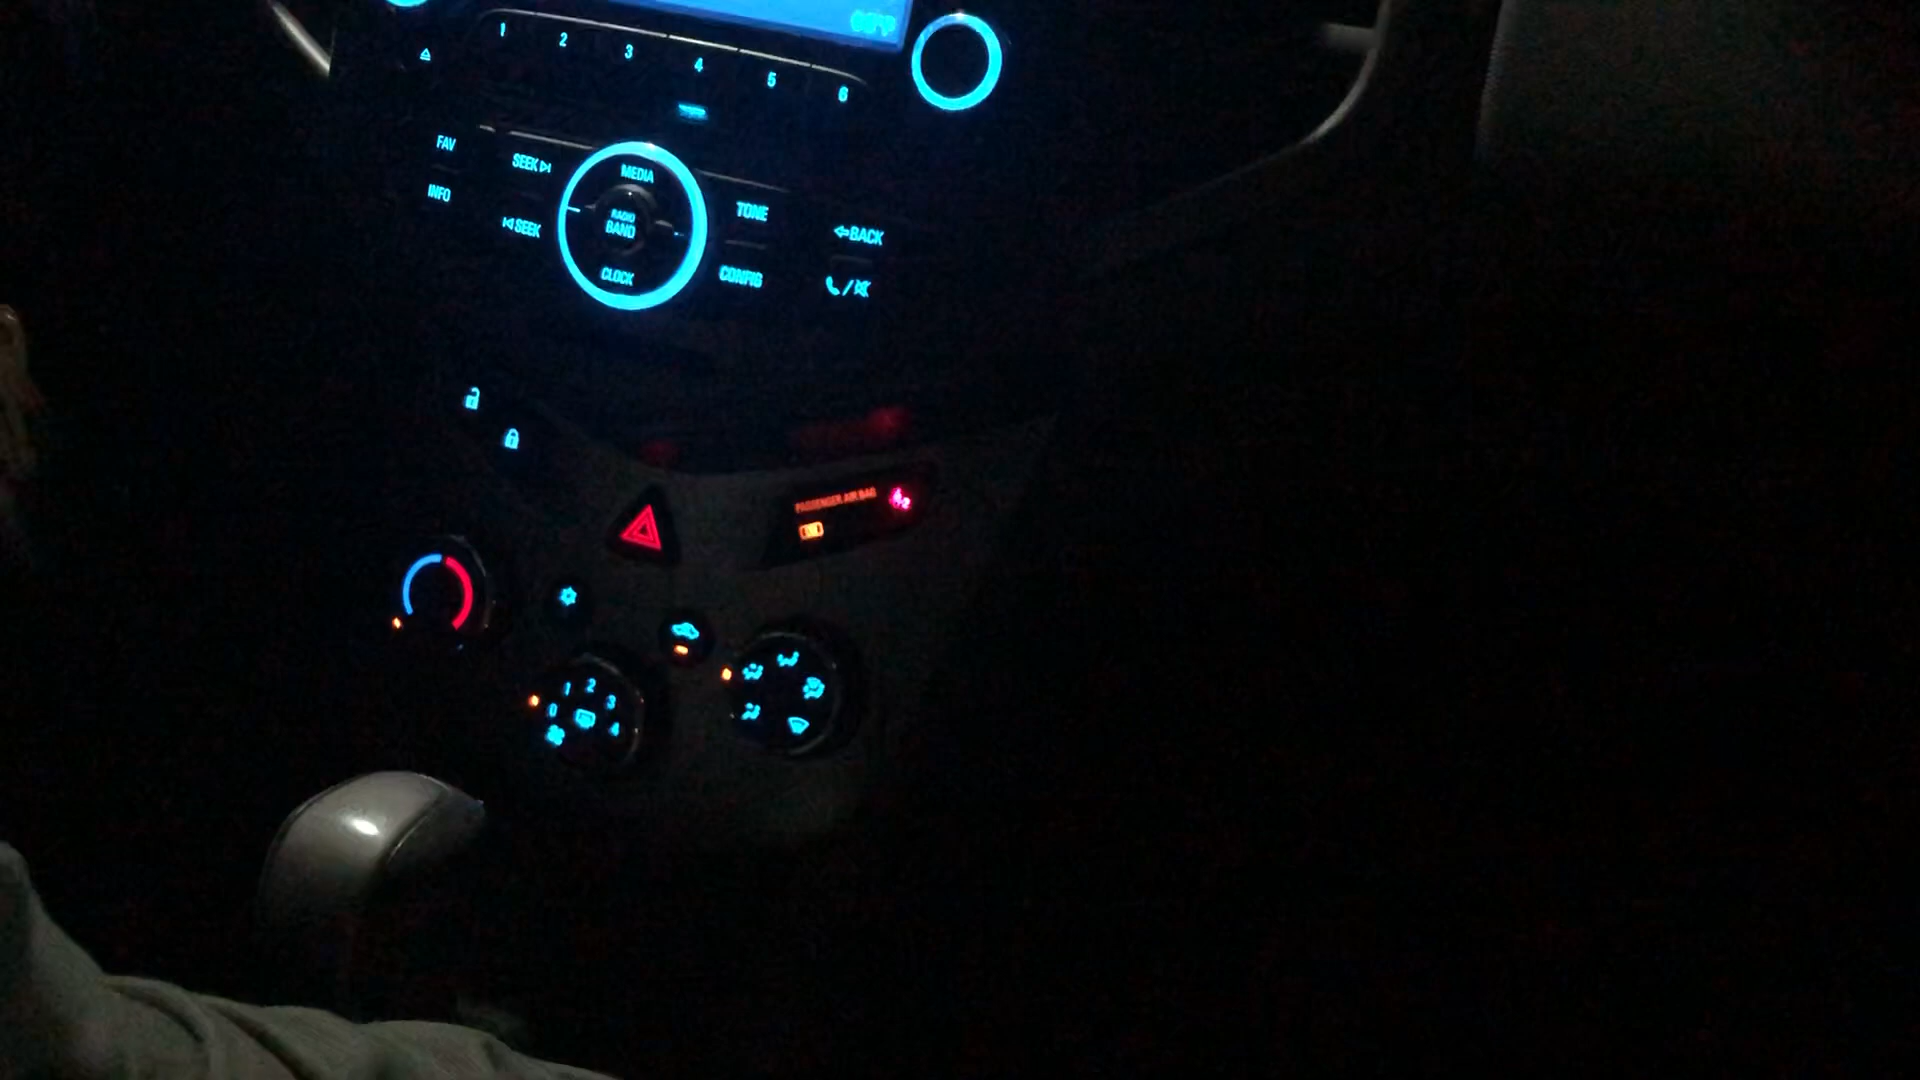 1 2 3 4 5 6
FAV
SEEK
MEDIA
INFO
RADIO
BAND
TONE
SEEK
BACK
CLOCK
CONFIG
PASSENGER AIR BAG
0 1 2 3 4